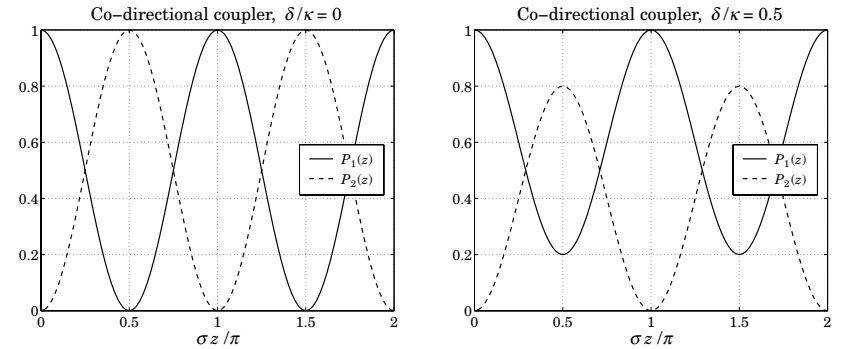 Co-directional coupler, δ/κ = 0
1
0.8
0.6
0.4
0.2
0
0
0.5
1
1.5
2
σz/π
P₁(z)
P₂(z)
Co-directional coupler, δ/κ = 0.5
1
0.8
0.6
0.4
0.2
0
0
0.5
1
1.5
2
σz/π
P₁(z)
P₂(z)